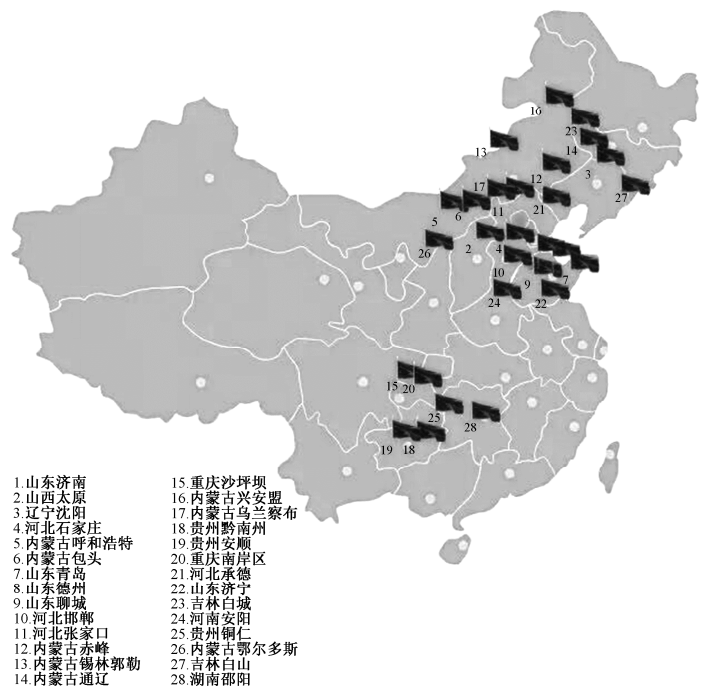 16
23
13
14
12
3
17
27
6
11
21
5
26
2
4
10
9
7
24
22
15
20
25
28
19
18
1.山东济南
2.山西太原
3.辽宁沈阳
4.河北石家庄
5.内蒙古呼和浩特
6.内蒙古包头
7.山东青岛
8.山东德州
9.山东聊城
10.河北邯郸
11.河北张家口
12.内蒙古赤峰
13.内蒙古锡林郭勒
14.内蒙古通辽
15.重庆沙坪坝
16.内蒙古兴安盟
17.内蒙古乌兰察布
18.贵州黔南州
19.贵州安顺
20.重庆南岸区
21.河北承德
22.山东济宁
23.吉林白城
24.河南安阳
25.贵州铜仁
26.内蒙古鄂尔多斯
27.吉林白山
28.湖南邵阳